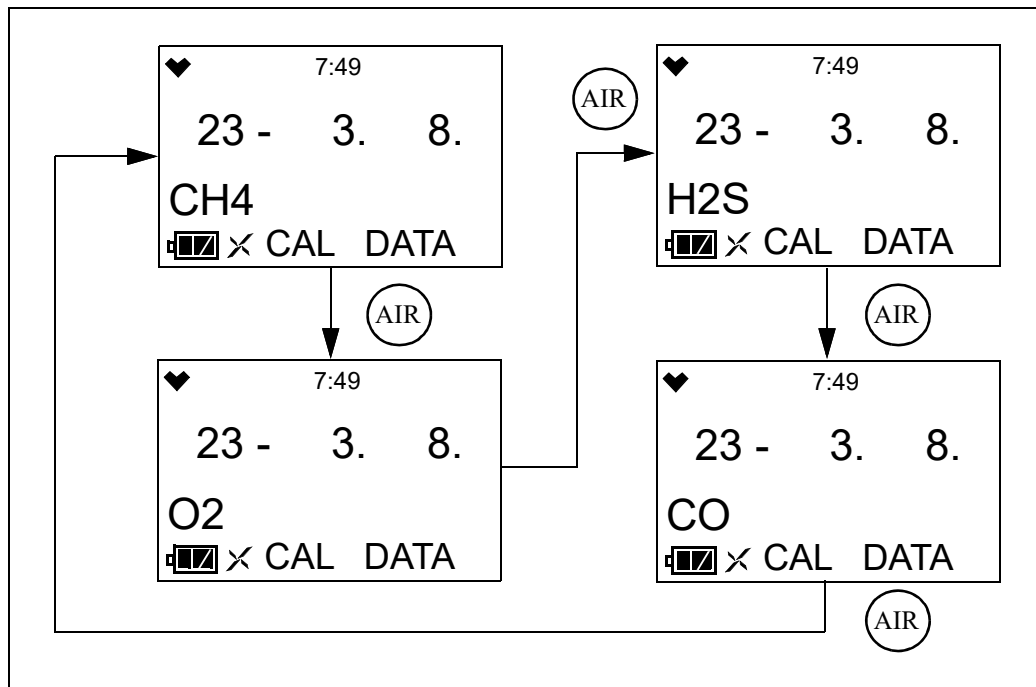 7:49
23 - 3. 8.
CH4
CAL DATA
AIR
7:49
23 - 3. 8.
O2
CAL DATA
AIR
7:49
23 - 3. 8.
H2S
CAL DATA
AIR
7:49
23 - 3. 8.
CO
CAL DATA
AIR